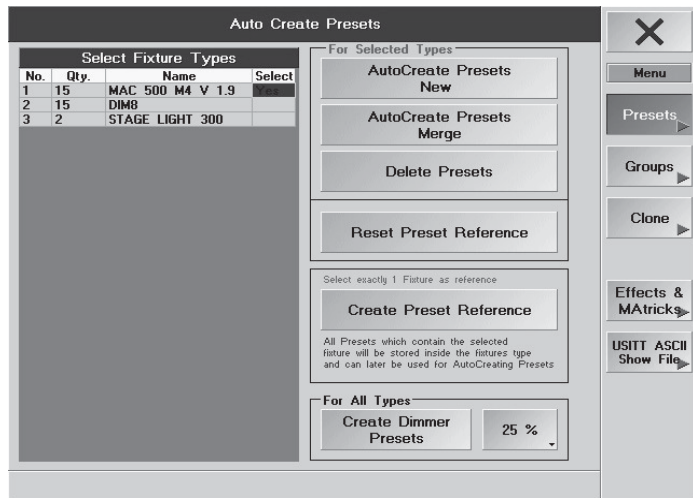 Auto Create Presets
Select Fixture Types
No. Qty. Name Select
1 15 MAC 500 M4 V 1.9 Yes
2 15 DIM8
3 2 STAGE LIGHT 300
For Selected Types
AutoCreate Presets
New
AutoCreate Presets
Merge
Delete Presets
Reset Preset Reference
Select exactly 1 Fixture as reference
Create Preset Reference
All Presets which contain the selected
fixture will be stored inside the fixtures type
and can later be used for AutoCreating Presets
For All Types
Create Dimmer
Presets
25 %
Menu
Presets
Groups
Clone
Effects &
MAtricks
USITT ASCII
Show File